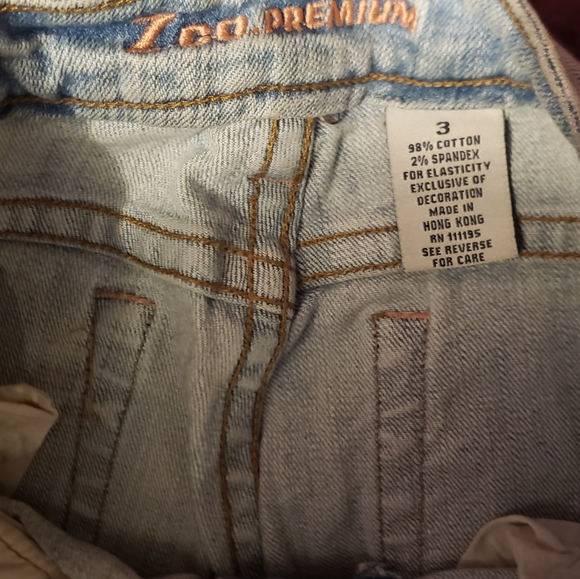 Z co. PREMIUM
3
98% COTTON
2% SPANDEX
FOR ELASTICITY
EXCLUSIVE OF
DECORATION
MADE IN
HONG KONG
RN 111195
SEE REVERSE
FOR CARE